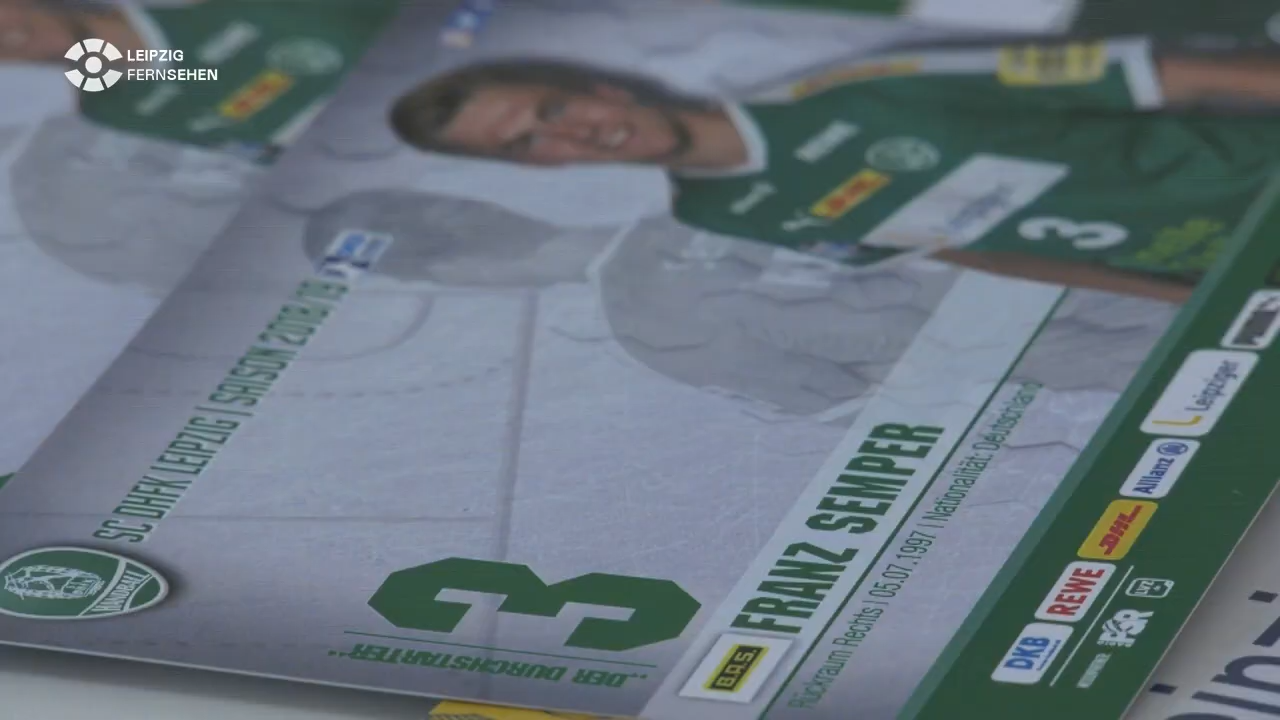 LEIPZIG
FERNSEHEN
SC DHFK LEIPZIG | SAISON 2018/19
3
3
"DER DURCHSTARTER"
B.A.S.
FRANZ SEMPER
Rückraum Rechts | 05.07.1997 | Nationalität: Deutschland
DKB
REWE
DHL
Allianz
L Leipziger
HANDBALL